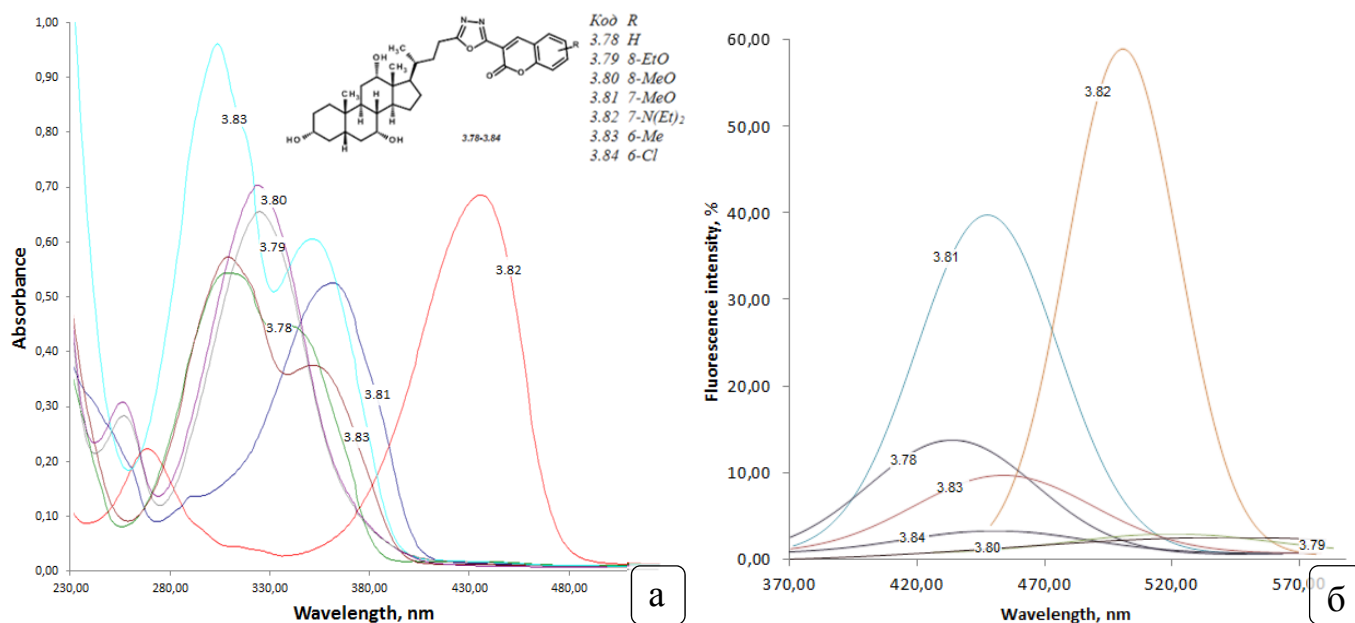 1,00
0,90
0,80
0,70
0,60
0,50
0,40
0,30
0,20
0,10
0,00
Absorbance
230,00 280,00 330,00 380,00 430,00 480,00
Wavelength, nm
3.83
3.80
3.79
3.78
3.81
3.83
3.82
HO
OH
OH
CH₃
H₃C
CH₃
H
H
H
H
N N
O
O
O
R
3.78-3.84
Код R
3.78 H
3.79 8-EtO
3.80 8-MeO
3.81 7-MeO
3.82 7-N(Et)₂
3.83 6-Me
3.84 6-Cl
а
60,00
50,00
40,00
30,00
20,00
10,00
0,00
Fluorescence intensity, %
370,00 420,00 470,00 520,00 570,00
Wavelength, nm
3.82
3.81
3.78
3.83
3.84
3.80
3.79
б